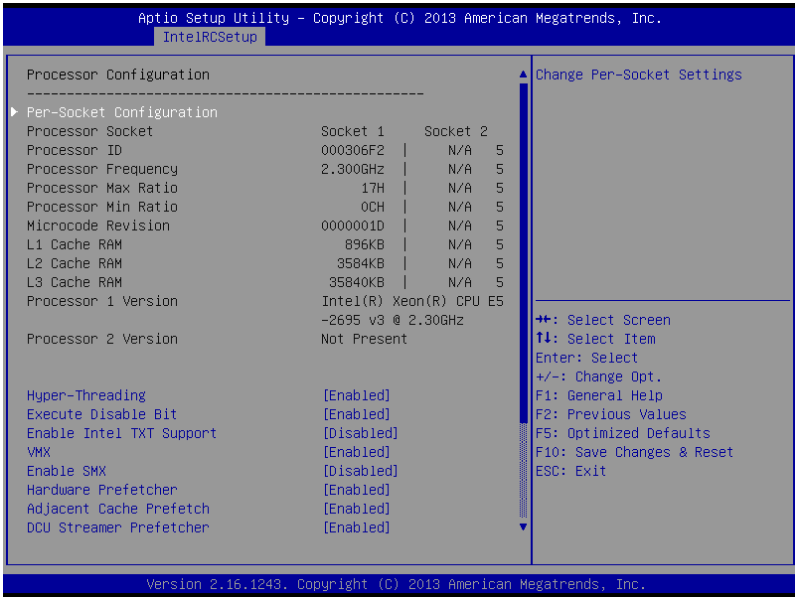 Aptio Setup Utility – Copyright (C) 2013 American Megatrends, Inc.
IntelRCSetup
Processor Configuration
--------------------------------------------------
Per-Socket Configuration
Processor Socket Socket 1 Socket 2
Processor ID 000306F2 | N/A 5
Processor Frequency 2.300GHz | N/A 5
Processor Max Ratio 17H | N/A 5
Processor Min Ratio 0CH | N/A 5
Microcode Revision 0000001D | N/A 5
L1 Cache RAM 896KB | N/A 5
L2 Cache RAM 3584KB | N/A 5
L3 Cache RAM 35840KB | N/A 5
Processor 1 Version Intel(R) Xeon(R) CPU E5
-2695 v3 @ 2.30GHz
Processor 2 Version Not Present
Hyper-Threading [Enabled]
Execute Disable Bit [Enabled]
Enable Intel TXT Support [Disabled]
VMX [Enabled]
Enable SMX [Disabled]
Hardware Prefetcher [Enabled]
Adjacent Cache Prefetch [Enabled]
DCU Streamer Prefetcher [Enabled]
Change Per-Socket Settings
→←: Select Screen
↑↓: Select Item
Enter: Select
+/-: Change Opt.
F1: General Help
F2: Previous Values
F5: Optimized Defaults
F10: Save Changes & Reset
ESC: Exit
Version 2.16.1243. Copyright (C) 2013 American Megatrends, Inc.